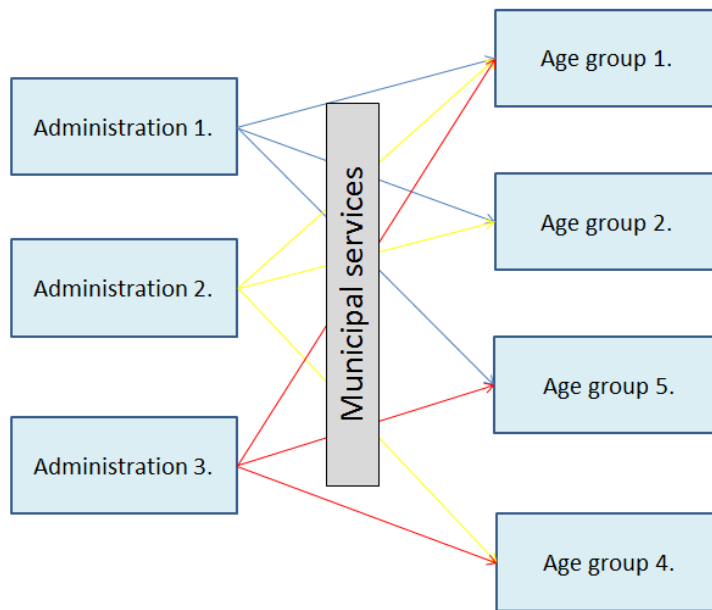 Administration 1.
Administration 2.
Administration 3.
Municipal services
Age group 1.
Age group 2.
Age group 5.
Age group 4.